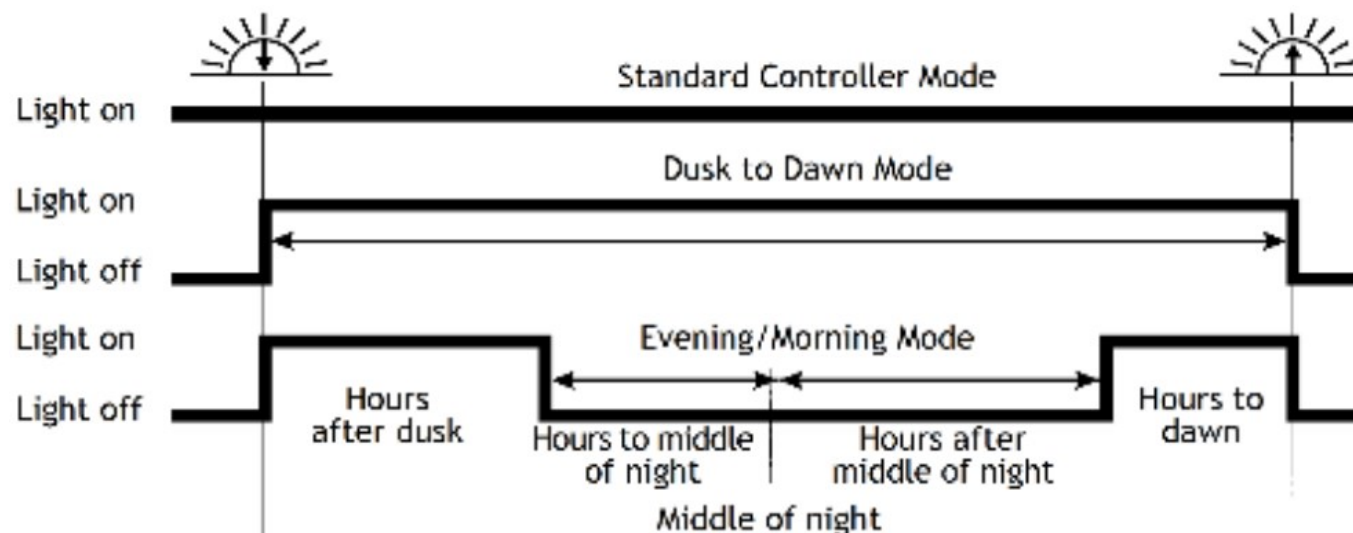 Standard Controller Mode
Light on
Dusk to Dawn Mode
Light on
Light off
Light on
Evening/Morning Mode
Light off
Hours
after dusk
Hours to middle
of night
Hours after
middle of night
Hours to
dawn
Middle of night